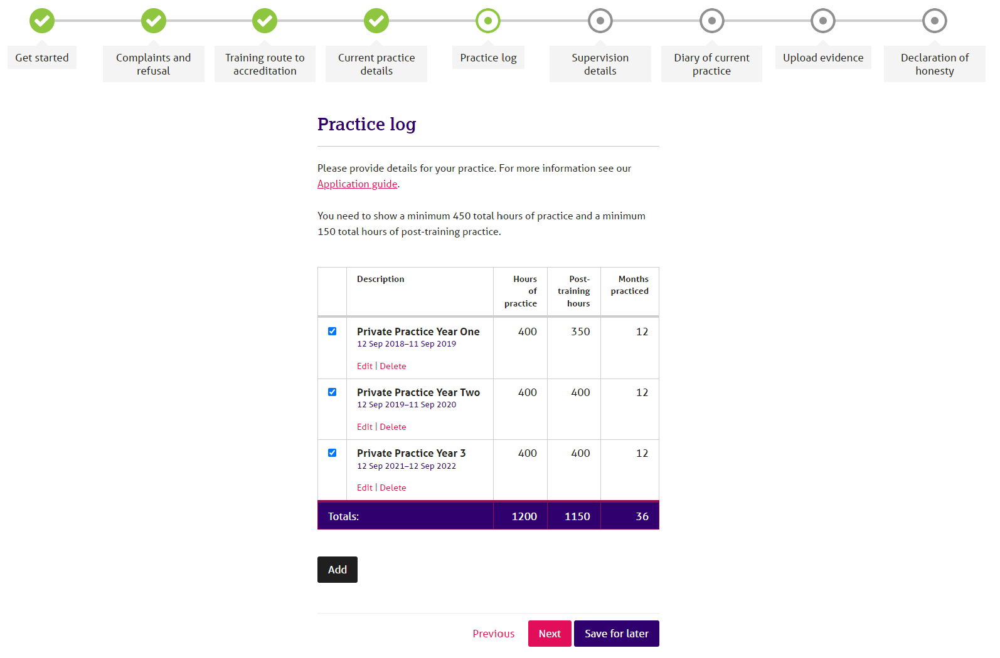 Get started
Complaints and
refusal
Training route to
accreditation
Current practice
details
Practice log
Supervision
details
Diary of current
practice
Upload evidence
Declaration of
honesty
Practice log
Please provide details for your practice. For more information see our
Application guide.
You need to show a minimum 450 total hours of practice and a minimum
150 total hours of post-training practice.
Description
Hours
of
practice
Post-
training
hours
Months
practiced
Private Practice Year One 400 350 12
12 Sep 2018–11 Sep 2019
Edit | Delete
Private Practice Year Two 400 400 12
12 Sep 2019–11 Sep 2020
Edit | Delete
Private Practice Year 3 400 400 12
12 Sep 2021–12 Sep 2022
Edit | Delete
Totals: 1200 1150 36
Add
Previous Next Save for later